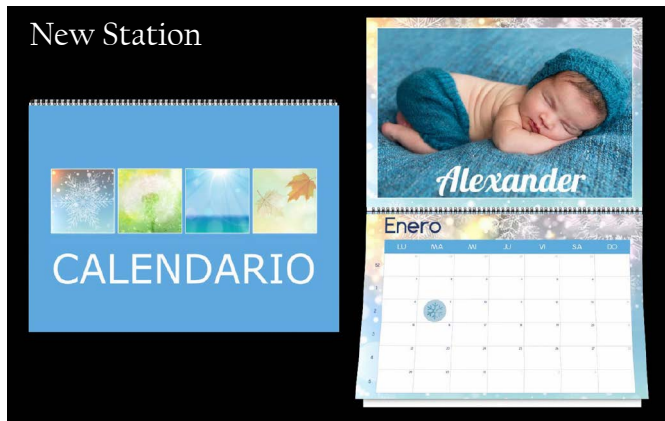 New Station
CALENDARIO
Alexander
Enero
LU MA MI JU VI SA DO